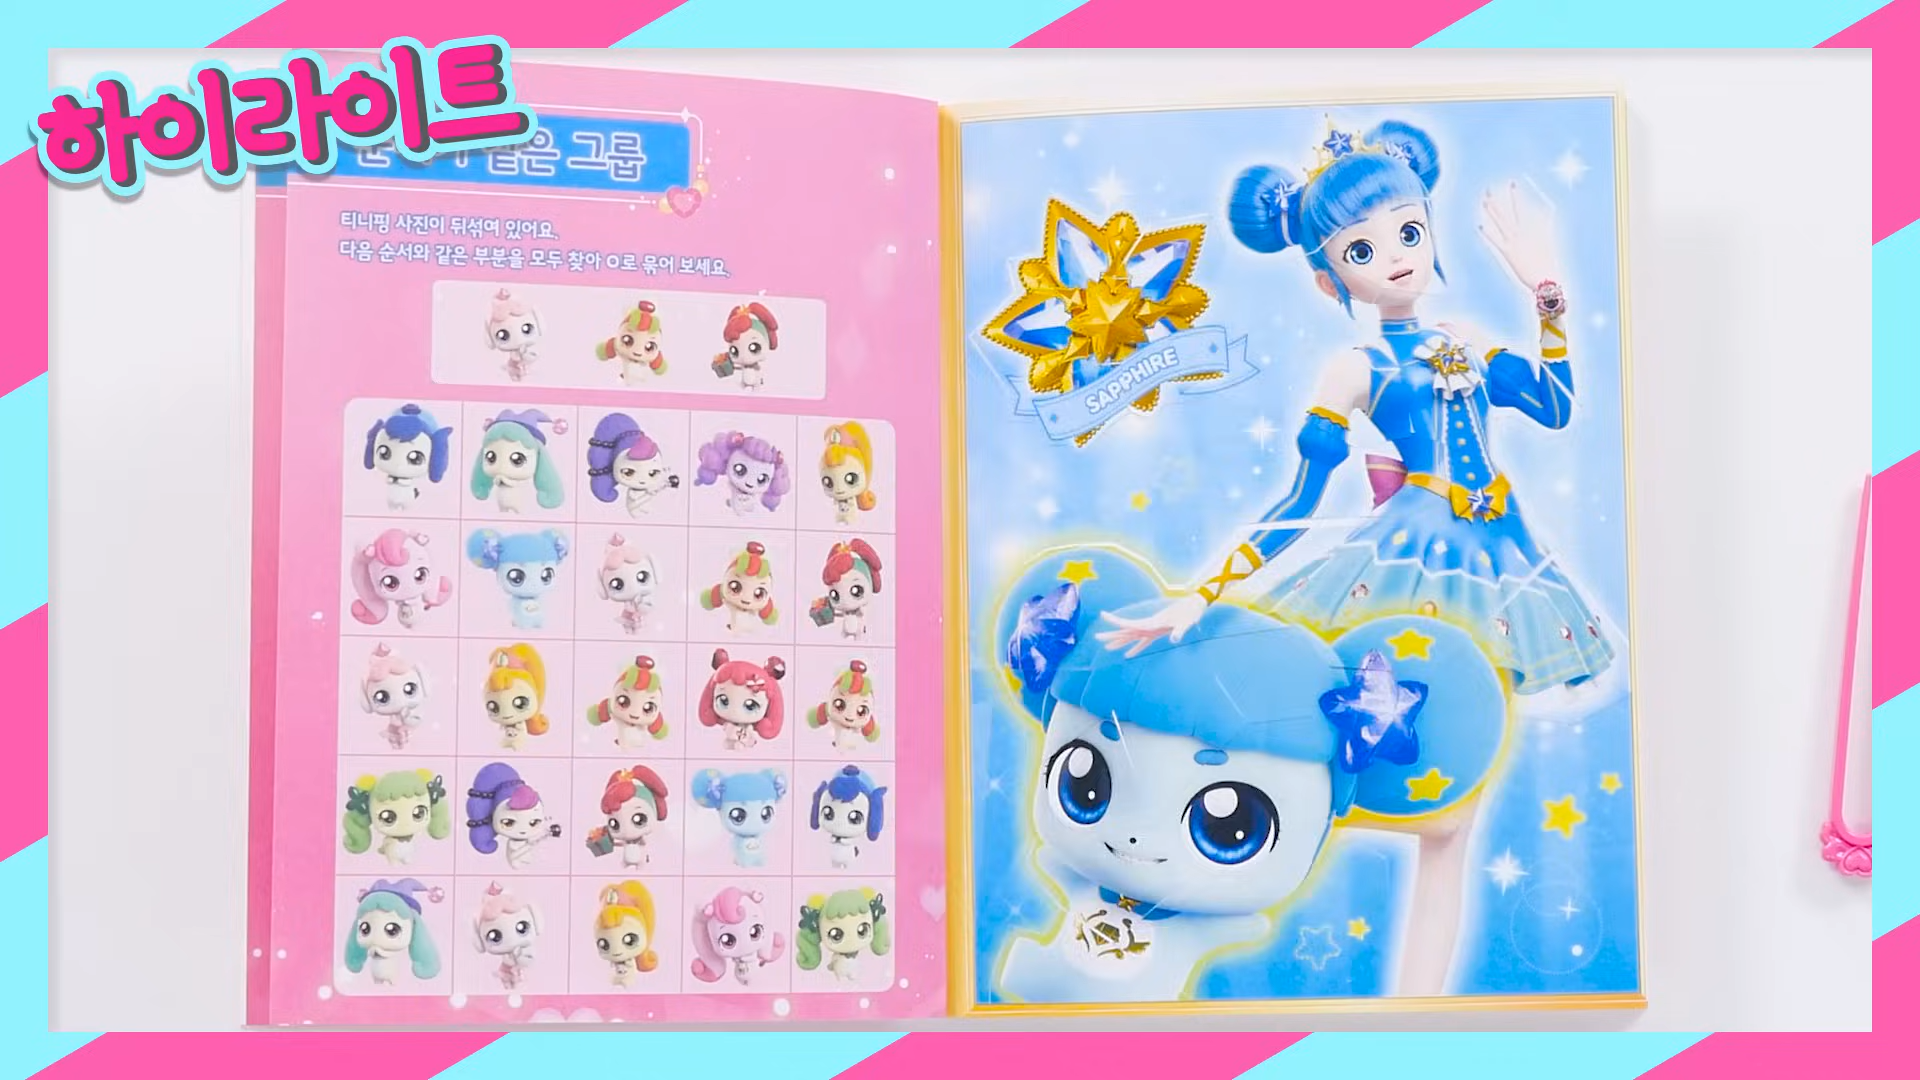 하이라이트
같은 그룹
티니핑 사진이 뒤섞여 있어요.
다음 순서와 같은 부분을 모두 찾아 O로 묶어 보세요.
SAPPHIRE